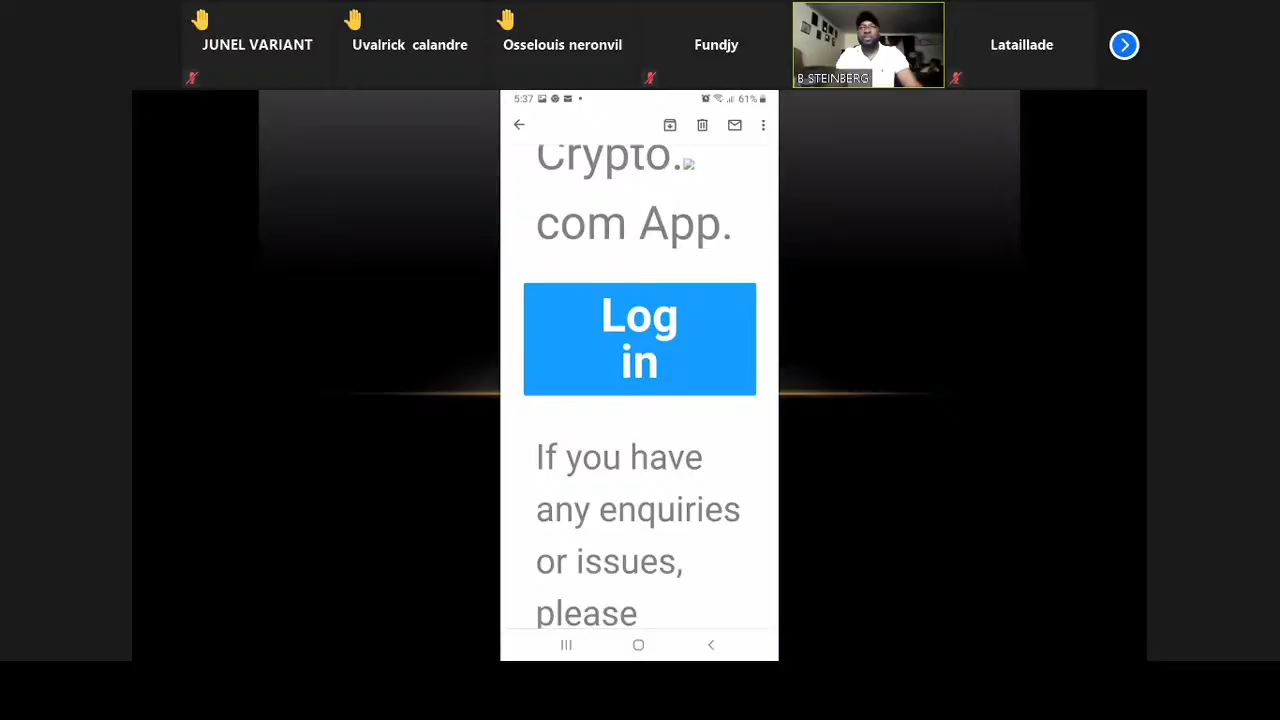 JUNEL VARIANT
Uvalrick calandre
Osselouis neronvil
Fundjy
B STEINBERG
Lataillade
5:37
61%
Crypto.
com App.
Log
in
If you have
any enquiries
or issues,
please